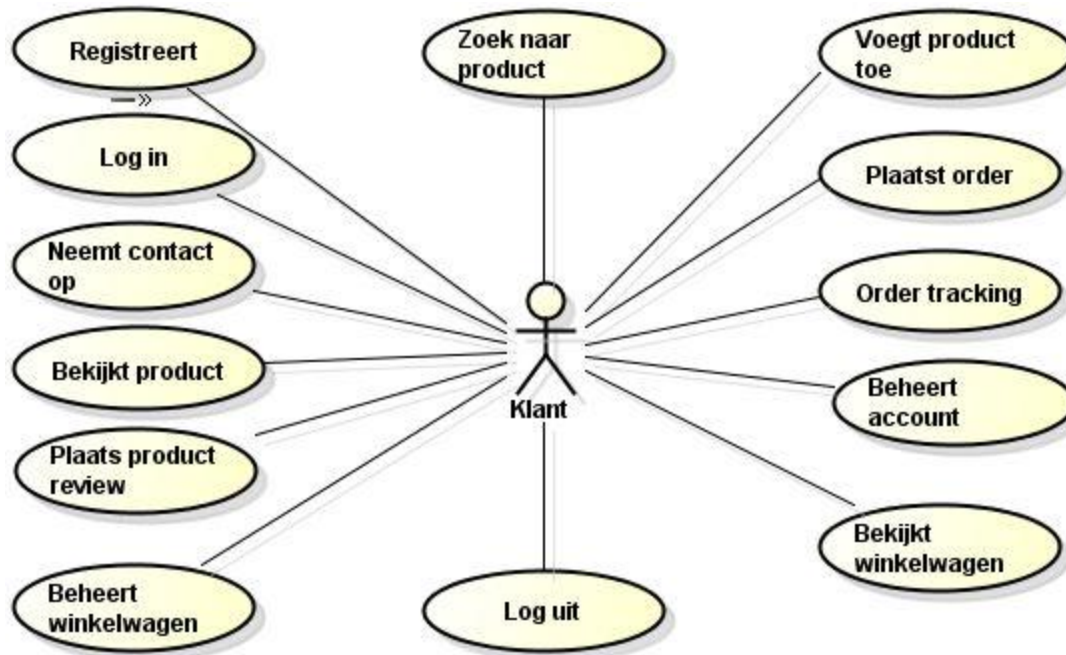 Registreert
Zoek naar
product
Voegt product
toe
Log in
Plaatst order
Neemt contact
op
Order tracking
Bekijkt product
Klant
Beheert
account
Plaats product
review
Bekijkt
winkelwagen
Beheert
winkelwagen
Log uit